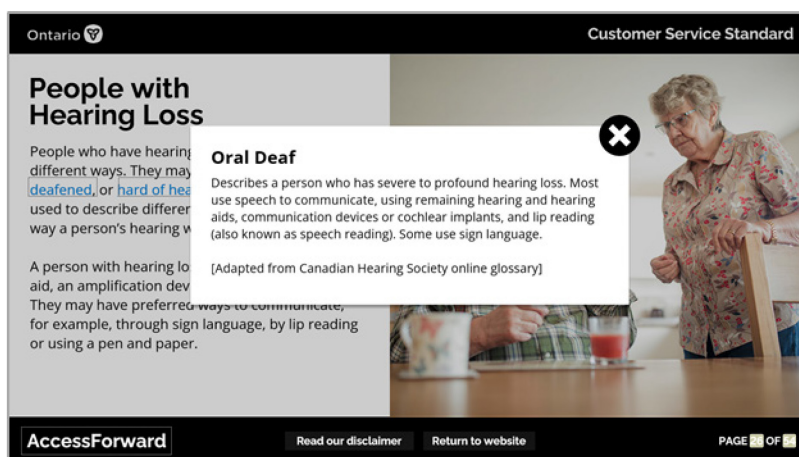 Ontario
Customer Service Standard
People with
Hearing Loss
People who have hearing
different ways. They may
deafened, or hard of hea
used to describe differen
way a person's hearing w
A person with hearing lo
aid, an amplification dev
They may have preferred ways to communicate,
for example, through sign language, by lip reading
or using a pen and paper.
Oral Deaf
Describes a person who has severe to profound hearing loss. Most
use speech to communicate, using remaining hearing and hearing
aids, communication devices or cochlear implants, and lip reading
(also known as speech reading). Some use sign language.
[Adapted from Canadian Hearing Society online glossary]
AccessForward
Read our disclaimer
Return to website
PAGE 26 OF 54